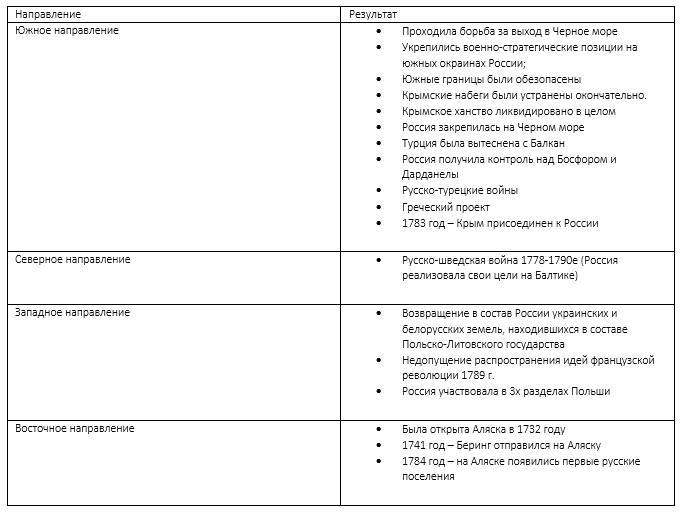 Направление
Результат
Южное направление
• Проходила борьба за выход в Черное море
• Укрепились военно-стратегические позиции на
южных окраинах России;
• Южные границы были обезопасены
• Крымские набеги были устранены окончательно.
• Крымское ханство ликвидировано в целом
• Россия закрепилась на Черном море
• Турция была вытеснена с Балкан
• Россия получила контроль над Босфором и
Дарданелы
• Русско-турецкие войны
• Греческий проект
• 1783 год – Крым присоединен к России
Северное направление
• Русско-шведская война 1778-1790е (Россия
реализовала свои цели на Балтике)
Западное направление
• Возвращение в состав России украинских и
белорусских земель, находившихся в составе
Польско-Литовского государства
• Недопущение распространения идей французской
революции 1789 г.
• Россия участвовала в 3х разделах Польши
Восточное направление
• Была открыта Аляска в 1732 году
• 1741 год – Беринг отправился на Аляску
• 1784 год – на Аляске появились первые русские
поселения